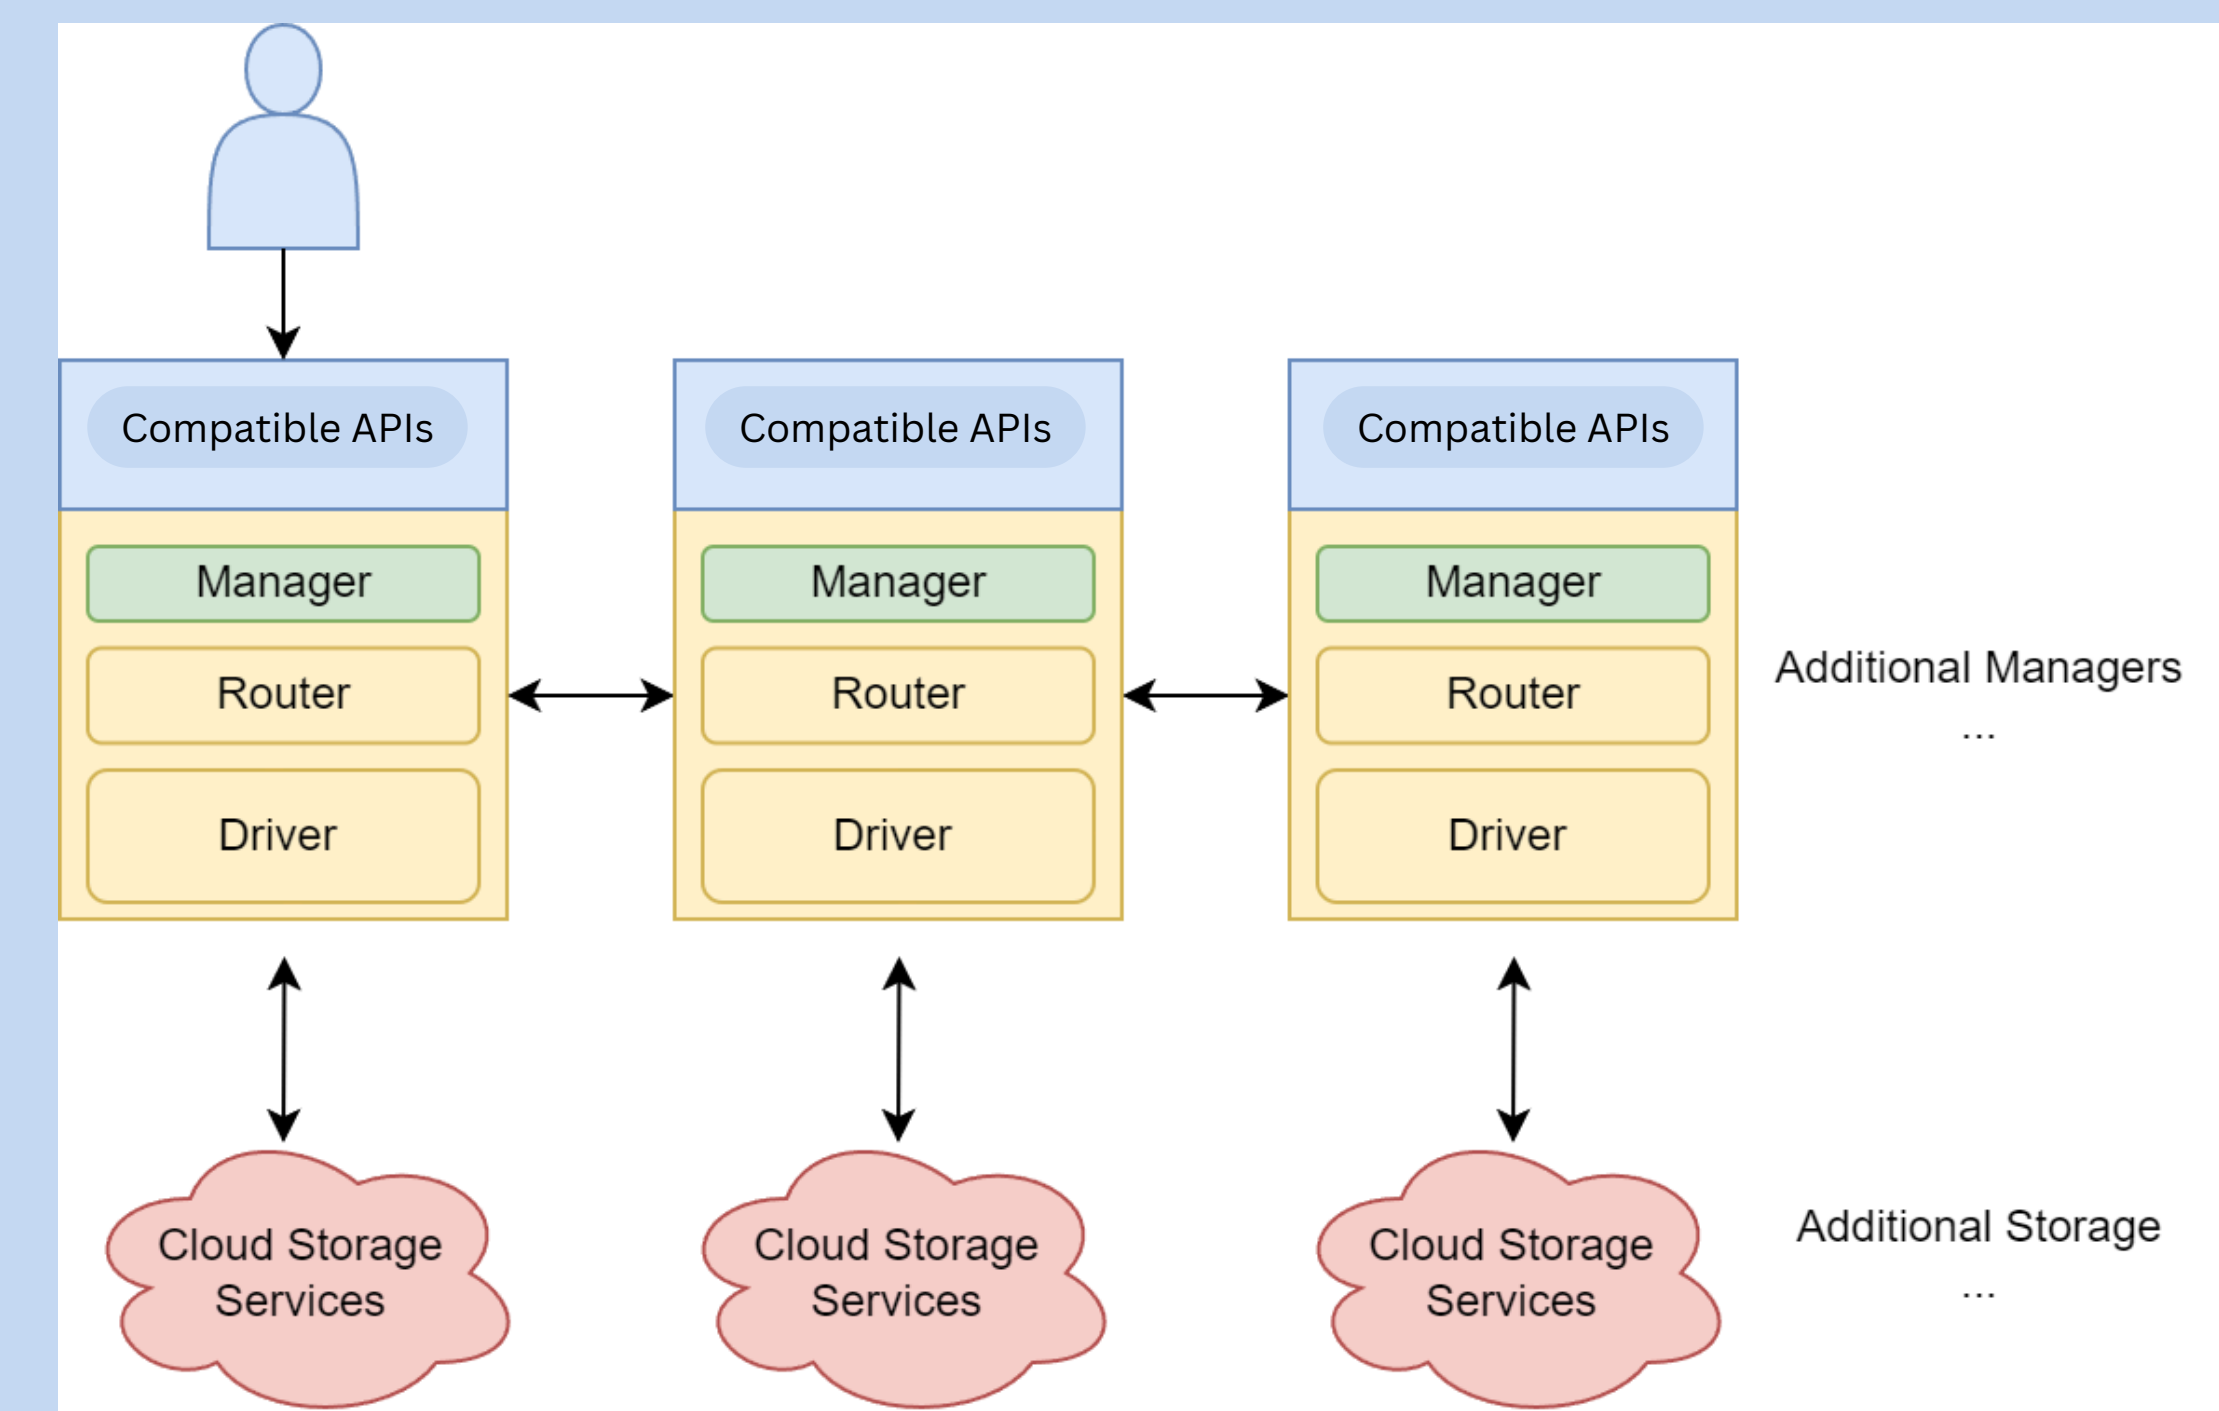 Compatible APIs
Compatible APIs
Compatible APIs
Manager
Manager
Manager
Router
Router
Router
Additional Managers
...
Driver
Driver
Driver
Cloud Storage
Services
Cloud Storage
Services
Cloud Storage
Services
Additional Storage
...